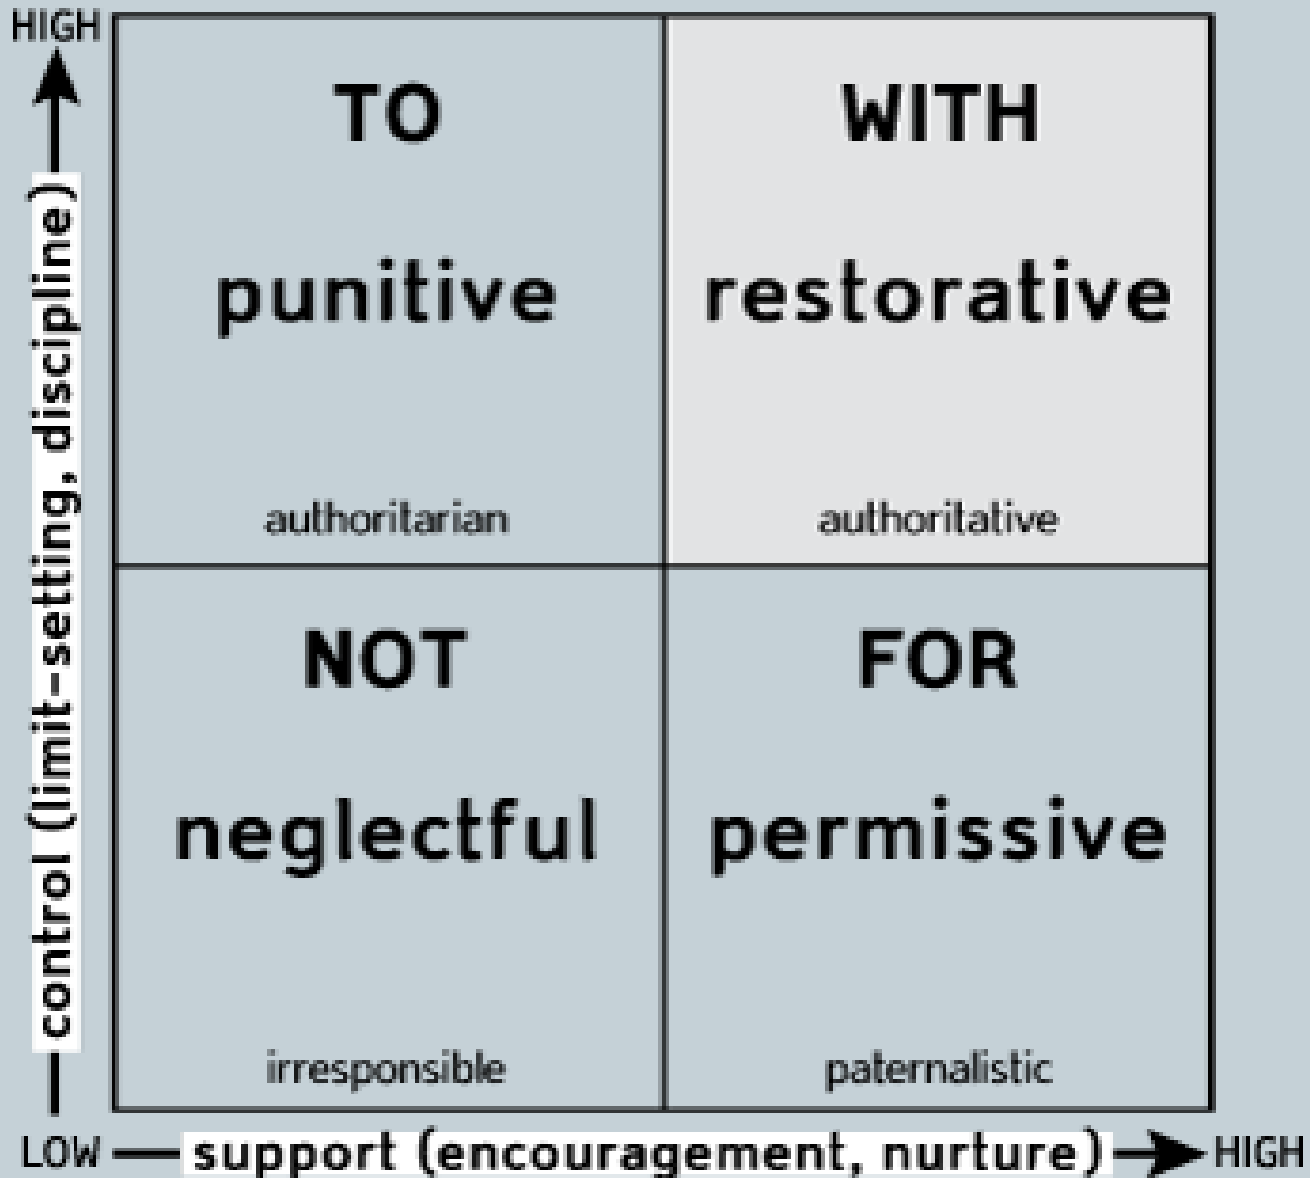 HIGH
control (limit-setting, discipline)
TO
punitive
authoritarian
WITH
restorative
authoritative
NOT
neglectful
irresponsible
FOR
permissive
paternalistic
LOW
support (encouragement, nurture)
HIGH